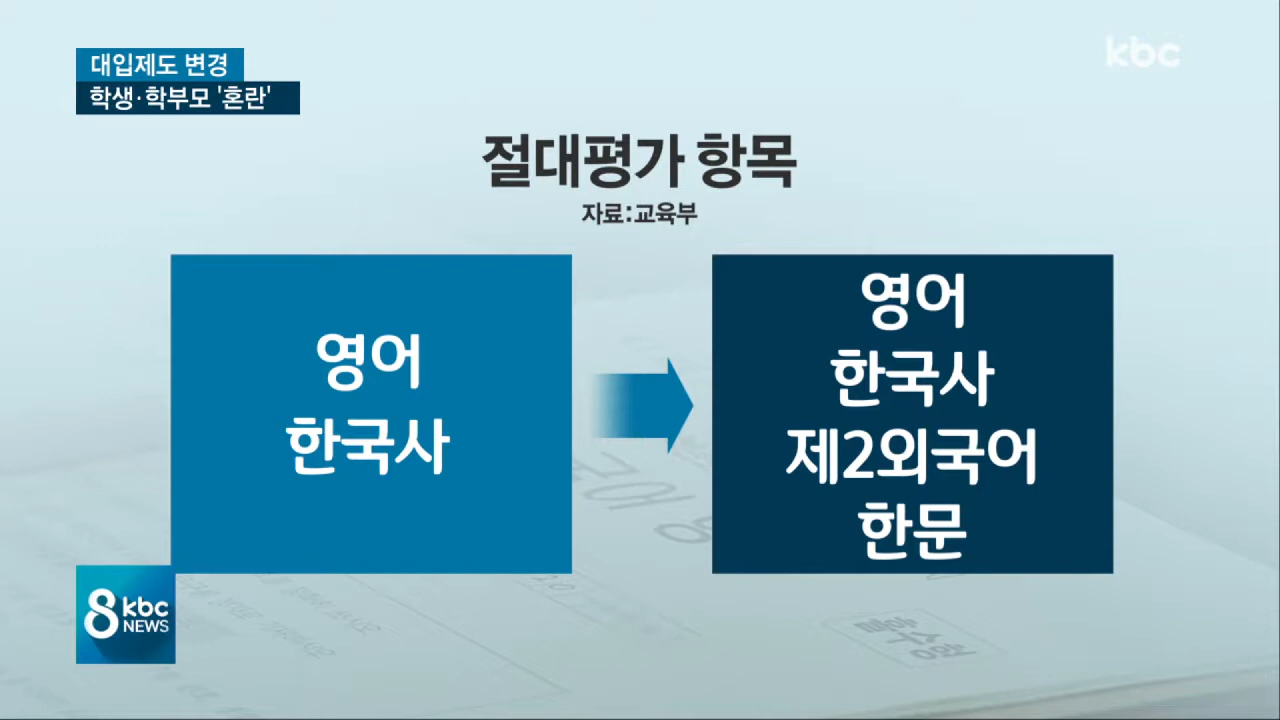 대입제도 변경
학생·학부모 '혼란'
kbc
절대평가 항목
자료:교육부
영어
한국사
영어
한국사
제2외국어
한문
8 kbc
NEWS